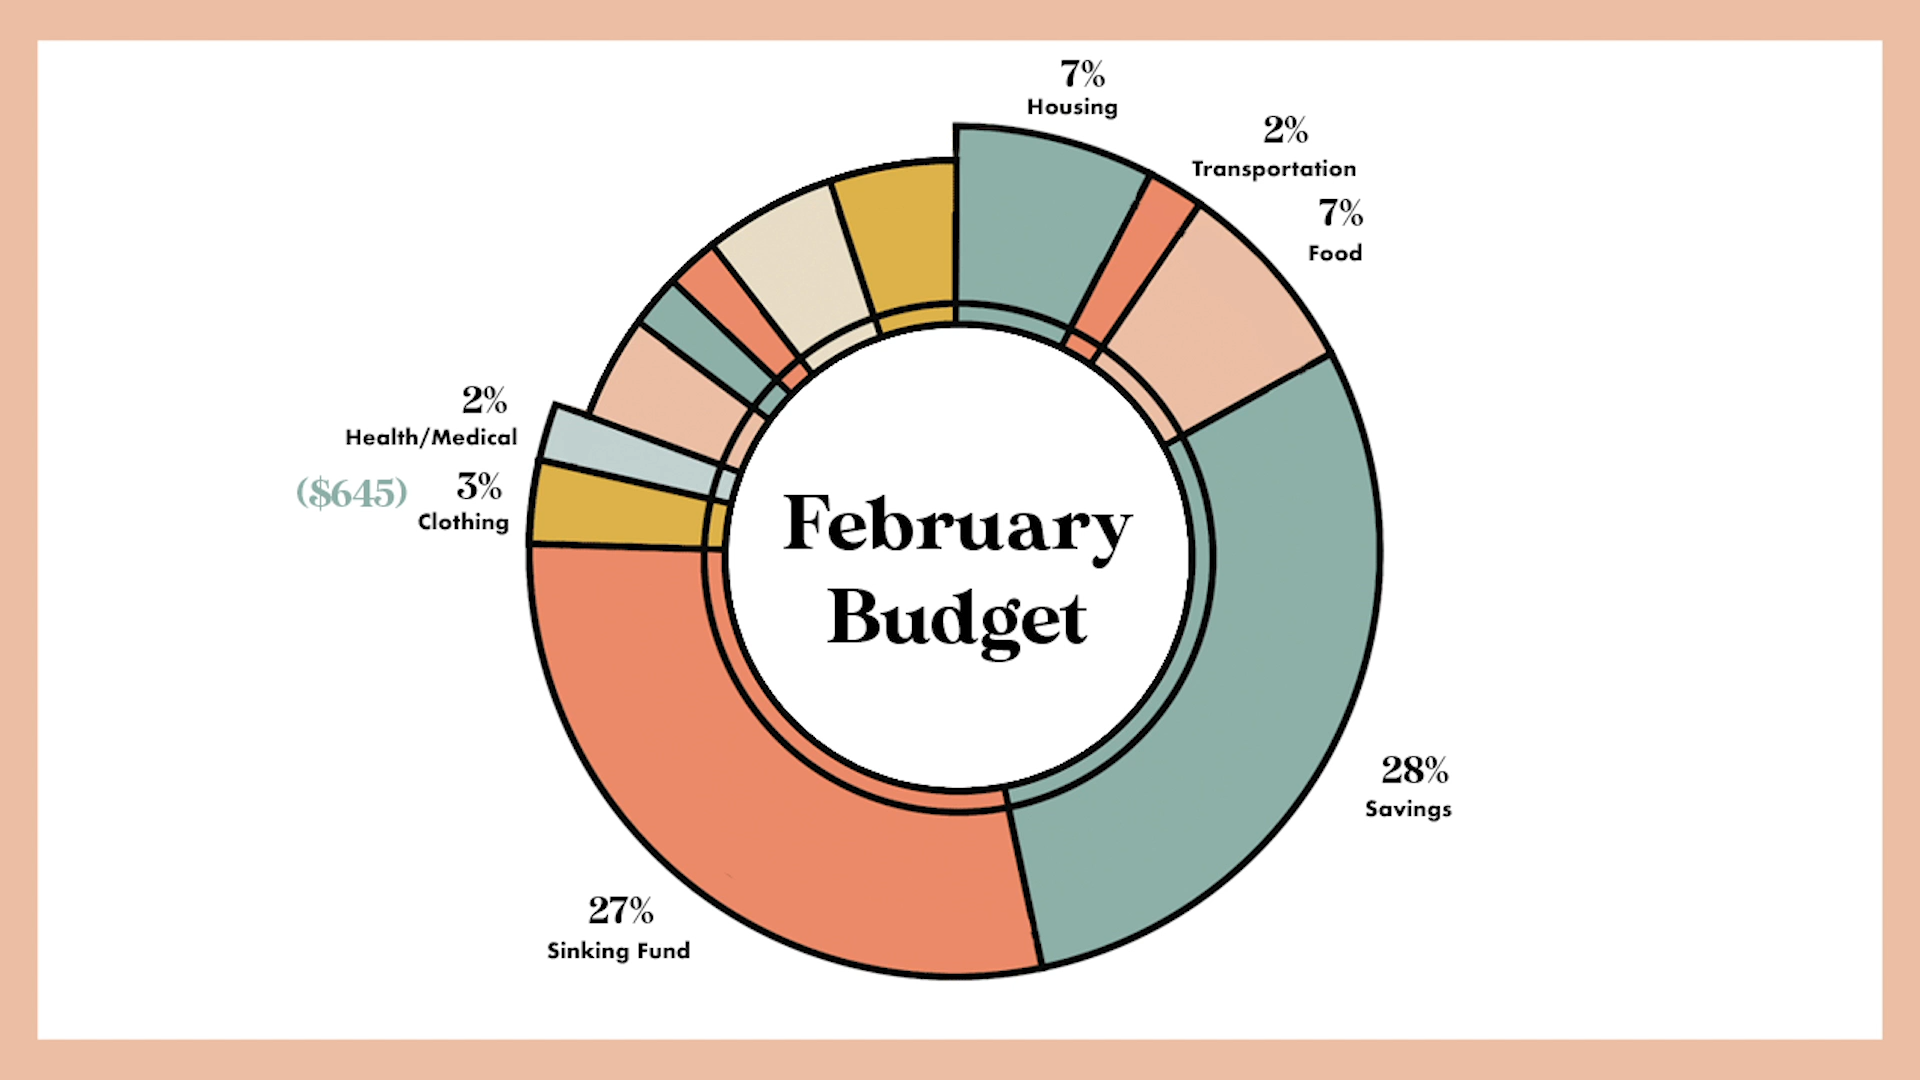 7%
Housing
2%
Transportation
7%
Food
2%
Health/Medical
($645) 3%
Clothing
February
Budget
28%
Savings
27%
Sinking Fund